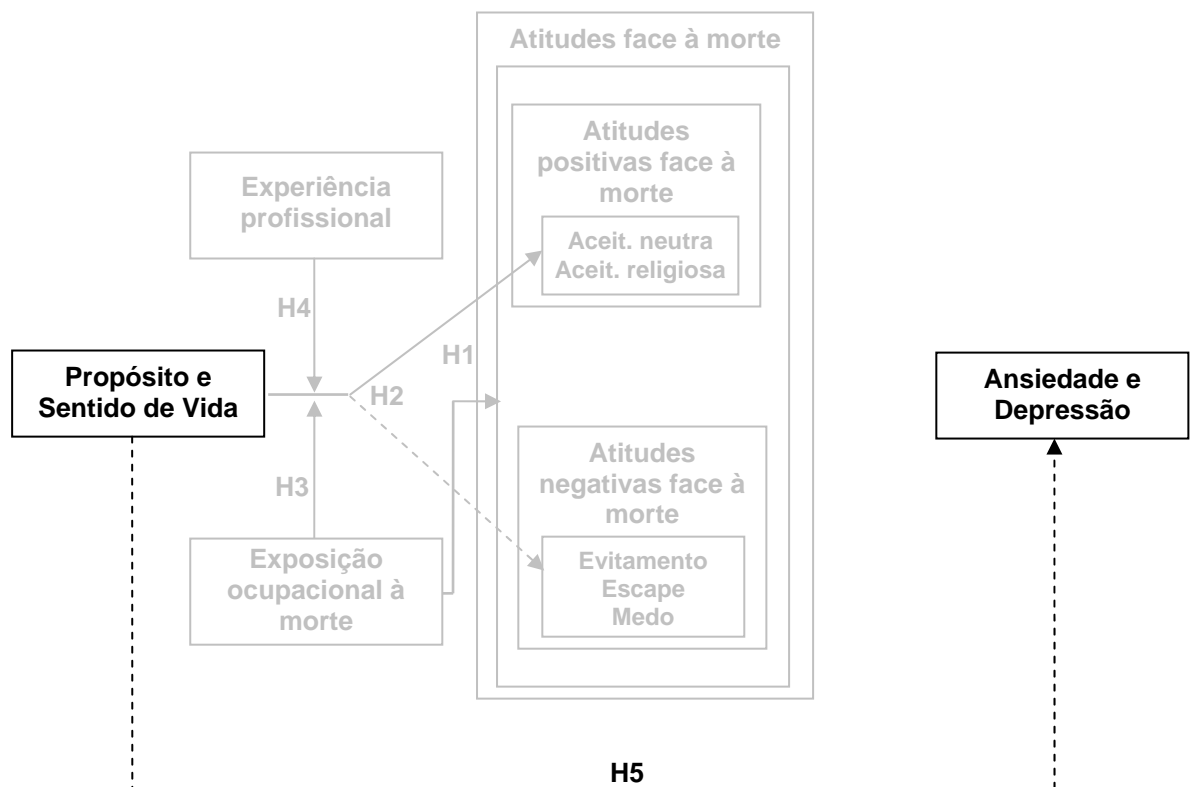 Atitudes face à morte
Atitudes
positivas face à
morte
Experiência
profissional
Aceit. neutra
Aceit. religiosa
H4
H1
Propósito e
Sentido de Vida
H2
Ansiedade e
Depressão
Atitudes
negativas face à
morte
H3
Exposição
ocupacional à
morte
Evitamento
Escape
Medo
H5